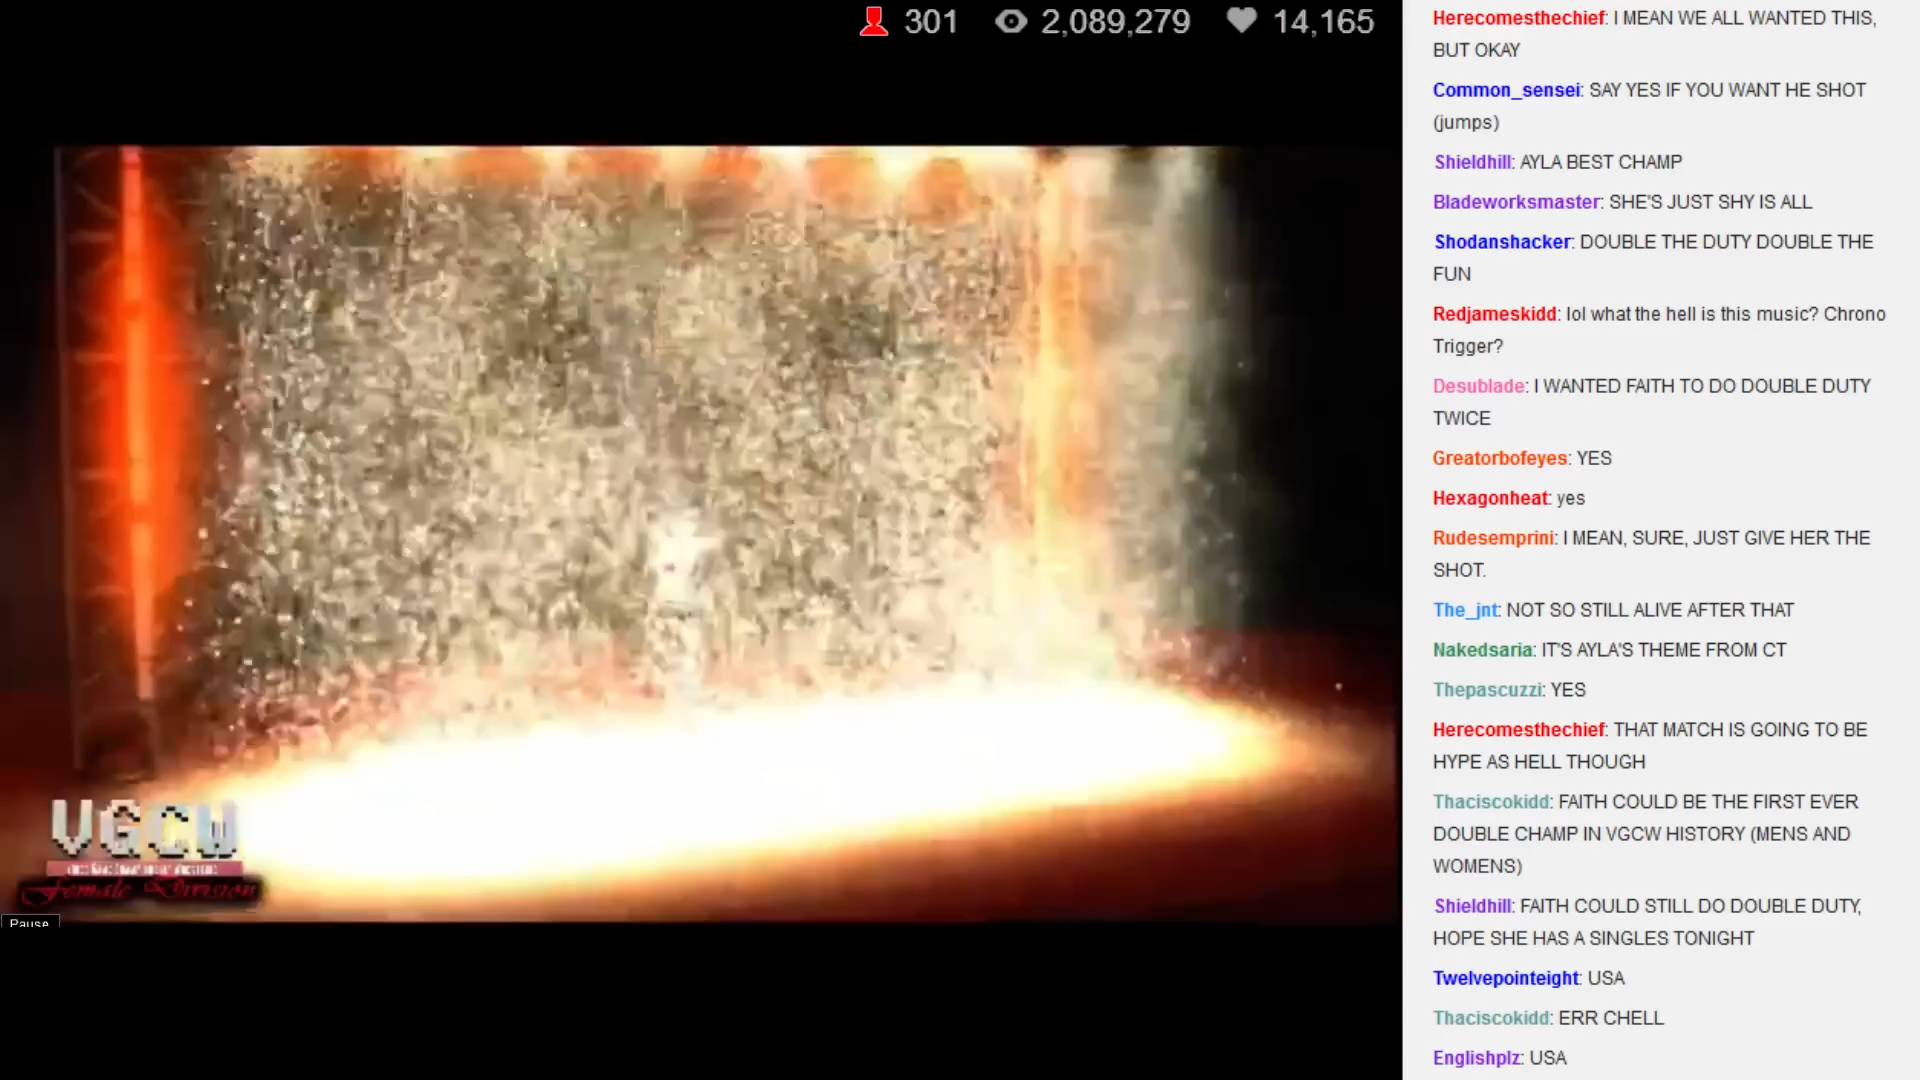 301 2,089,279 14,165
Herecomesthechief: I MEAN WE ALL WANTED THIS,
BUT OKAY
Common_sensei: SAY YES IF YOU WANT HE SHOT
(jumps)
Shieldhill: AYLA BEST CHAMP
Bladeworksmaster: SHE'S JUST SHY IS ALL
Shodanshacker: DOUBLE THE DUTY DOUBLE THE
FUN
Redjameskidd: lol what the hell is this music? Chrono
Trigger?
Desublade: I WANTED FAITH TO DO DOUBLE DUTY
TWICE
Greatorbofeyes: YES
Hexagonheat: yes
Rudesemprini: I MEAN, SURE, JUST GIVE HER THE
SHOT.
The_jnt: NOT SO STILL ALIVE AFTER THAT
Nakedsaria: IT'S AYLA'S THEME FROM CT
Thepascuzzi: YES
Herecomesthechief: THAT MATCH IS GOING TO BE
HYPE AS HELL THOUGH
Thaciscokidd: FAITH COULD BE THE FIRST EVER
DOUBLE CHAMP IN VGCW HISTORY (MENS AND
WOMENS)
Shieldhill: FAITH COULD STILL DO DOUBLE DUTY,
HOPE SHE HAS A SINGLES TONIGHT
Twelvepointeight: USA
Thaciscokidd: ERR CHELL
Englishplz: USA
VGCW
Female Division
Pause